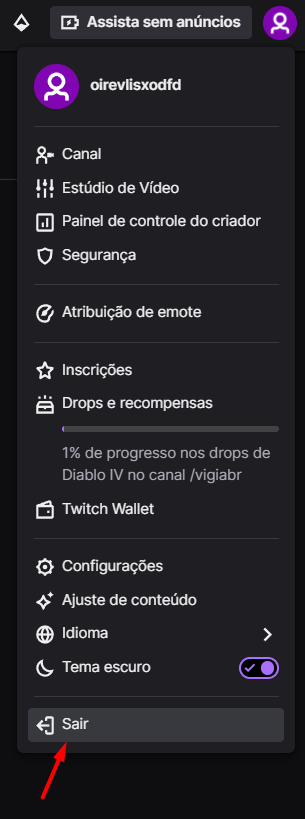 Assista sem anúncios
oirevlisxodfd
Canal
Estúdio de Vídeo
Painel de controle do criador
Segurança
Atribuição de emote
Inscrições
Drops e recompensas
1% de progresso nos drops de
Diablo IV no canal /vigiabr
Twitch Wallet
Configurações
Ajuste de conteúdo
Idioma
Tema escuro
Sair